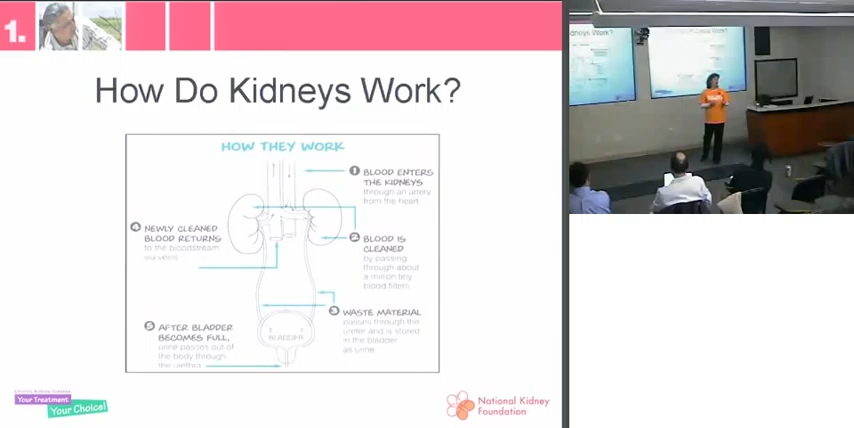 1.
How Do Kidneys Work?
HOW THEY WORK
1 BLOOD ENTERS
THE KIDNEYS
through an artery
from the heart.
2 BLOOD IS
CLEANED
by passing
through about
a million tiny
blood filters.
3 WASTE MATERIAL
passes through the
ureter and is stored
in the bladder
as urine.
4 NEWLY CLEANED
BLOOD RETURNS
to the bloodstream
via veins.
5 AFTER BLADDER
BECOMES FULL,
urine passes out of
the body through
the urethra.
BLADDER
Your Treatment
Your Choice!
National Kidney
Foundation